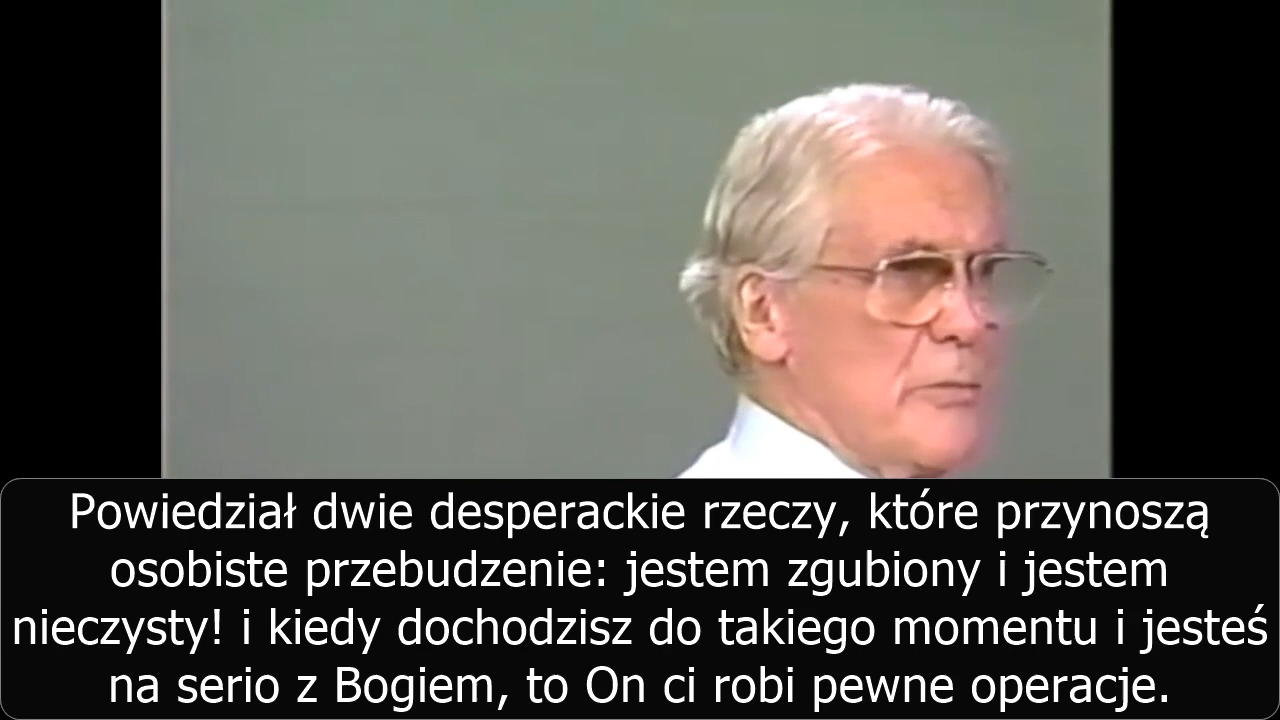 Powiedział dwie desperackie rzeczy, które przynoszą
osobiste przebudzenie: jestem zgubiony i jestem
nieczysty! i kiedy dochodzisz do takiego momentu i jesteś
na serio z Bogiem, to On ci robi pewne operacje.